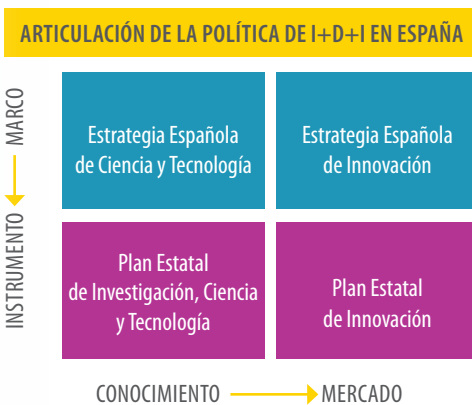 ARTICULACIÓN DE LA POLÍTICA DE I+D+I EN ESPAÑA
MARCO
INSTRUMENTO
Estrategia Española
de Ciencia y Tecnología
Estrategia Española
de Innovación
Plan Estatal
de Investigación, Ciencia
y Tecnología
Plan Estatal
de Innovación
CONOCIMIENTO
MERCADO